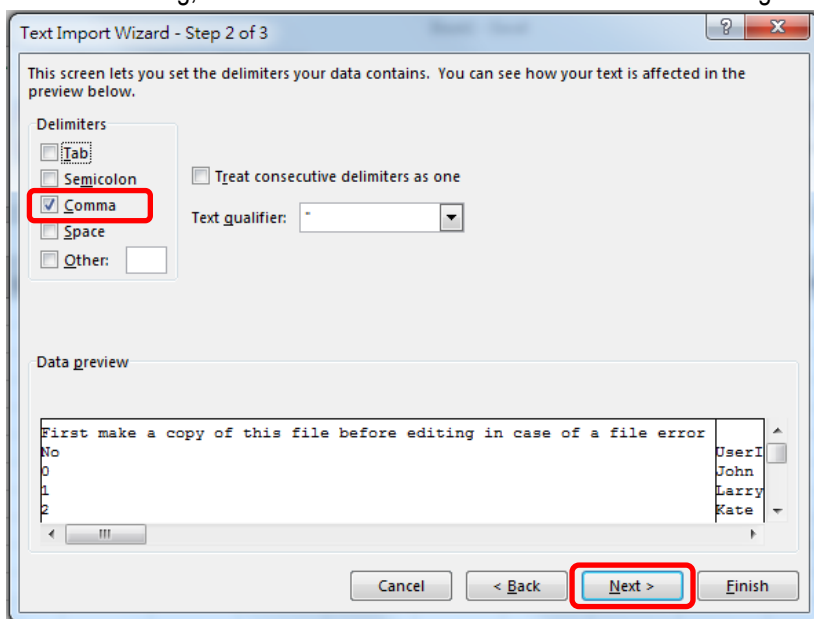 Text Import Wizard - Step 2 of 3
This screen lets you set the delimiters your data contains. You can see how your text is affected in the
preview below.
Delimiters
Tab
Semicolon
Treat consecutive delimiters as one
Comma
Text qualifier: "
Space
Other:
Data preview
First make a copy of this file before editing in case of a file error
No UserI
0 John
1 Larry
2 Kate
Cancel < Back Next > Finish